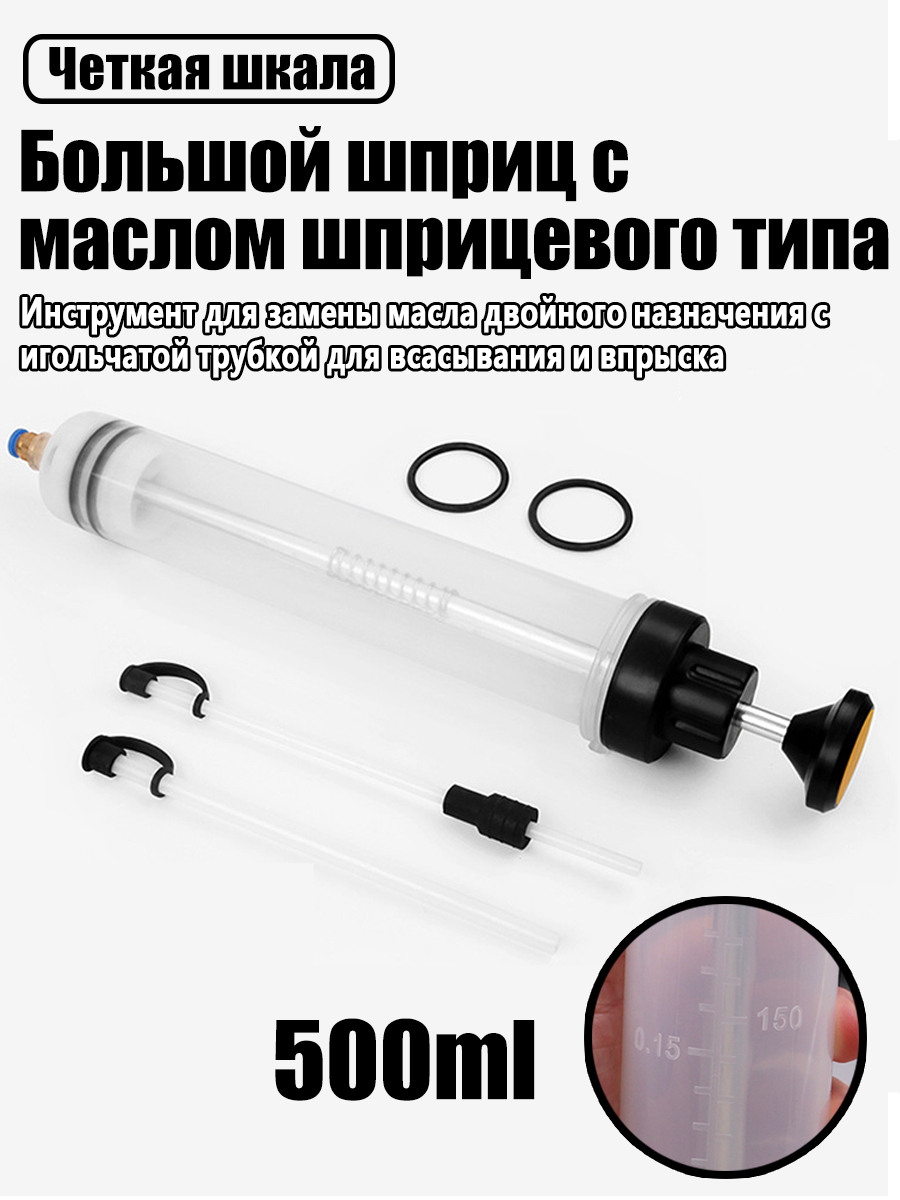 Четкая шкала
Большой шприц с
маслом шприцевого типа
Инструмент для замены масла двойного назначения с
игольчатой трубкой для всасывания и впрыска
500ml
0.15 150